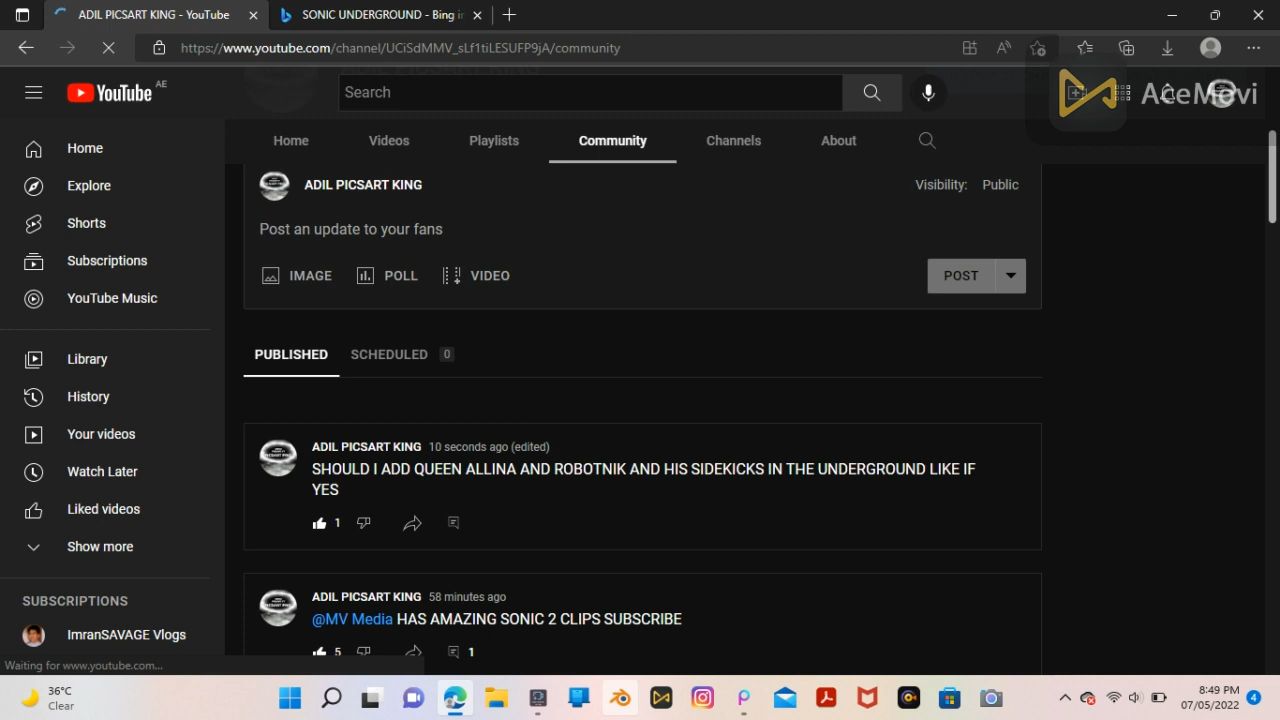 ADIL PICSART KING - YouTube
SONIC UNDERGROUND - Bing i
https://www.youtube.com/channel/UCiSdMMV_sLf1tiLESUFP9jA/community
YouTube AE
Search
AceMovi
Home
Videos
Playlists
Community
Channels
About
Home
Explore
Shorts
Subscriptions
YouTube Music
Library
History
Your videos
Watch Later
Liked videos
Show more
SUBSCRIPTIONS
ImranSAVAGE Vlogs
ADIL PICSART KING
Visibility: Public
Post an update to your fans
IMAGE
POLL
VIDEO
POST
PUBLISHED
SCHEDULED 0
ADIL PICSART KING 10 seconds ago (edited)
SHOULD I ADD QUEEN ALLINA AND ROBOTNIK AND HIS SIDEKICKS IN THE UNDERGROUND LIKE IF
YES
1
ADIL PICSART KING 58 minutes ago
@MV Media HAS AMAZING SONIC 2 CLIPS SUBSCRIBE
5
1
Waiting for www.youtube.com...
36°C
Clear
8:49 PM
07/05/2022
4